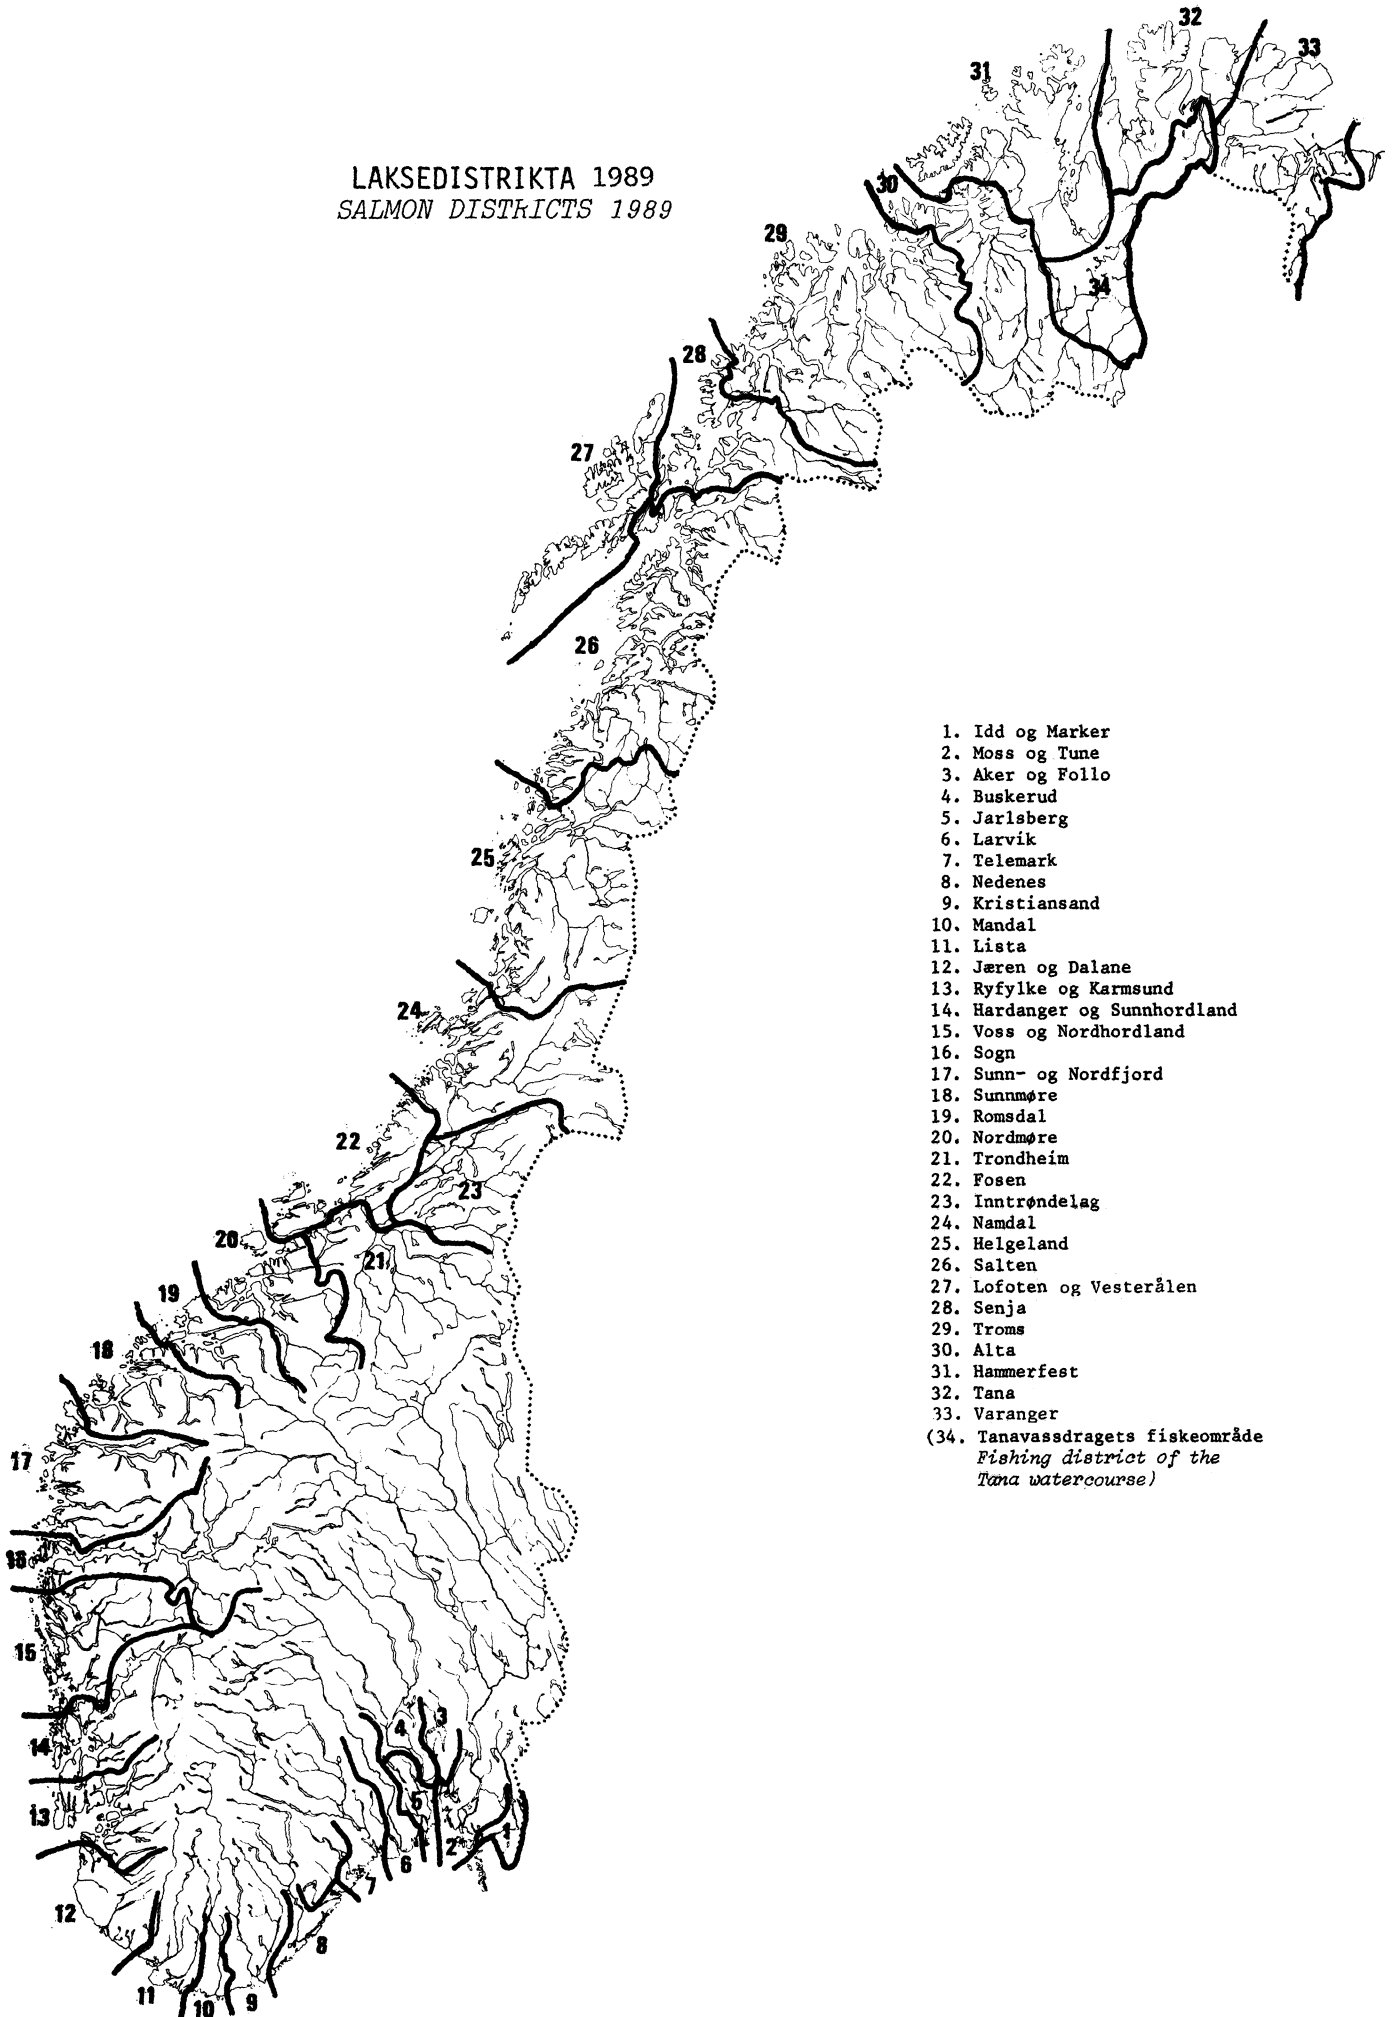 LAKSEDISTRIKTA 1989
SALMON DISTRICTS 1989
32
33
31
30
29
34
28
27
26
25
24
22
23
20
21
19
18
17
16
15
14
13
12
11
10
9
8
7
6
5
4
3
2
1
1. Idd og Marker
2. Moss og Tune
3. Aker og Follo
4. Buskerud
5. Jarlsberg
6. Larvik
7. Telemark
8. Nedenes
9. Kristiansand
10. Mandal
11. Lista
12. Jæren og Dalane
13. Ryfylke og Karmsund
14. Hardanger og Sunnhordland
15. Voss og Nordhordland
16. Sogn
17. Sunn- og Nordfjord
18. Sunnmøre
19. Romsdal
20. Nordmøre
21. Trondheim
22. Fosen
23. Inntrøndelag
24. Namdal
25. Helgeland
26. Salten
27. Lofoten og Vesterålen
28. Senja
29. Troms
30. Alta
31. Hammerfest
32. Tana
33. Varanger
(34. Tanavassdragets fiskeområde
Fishing district of the
Tana watercourse)